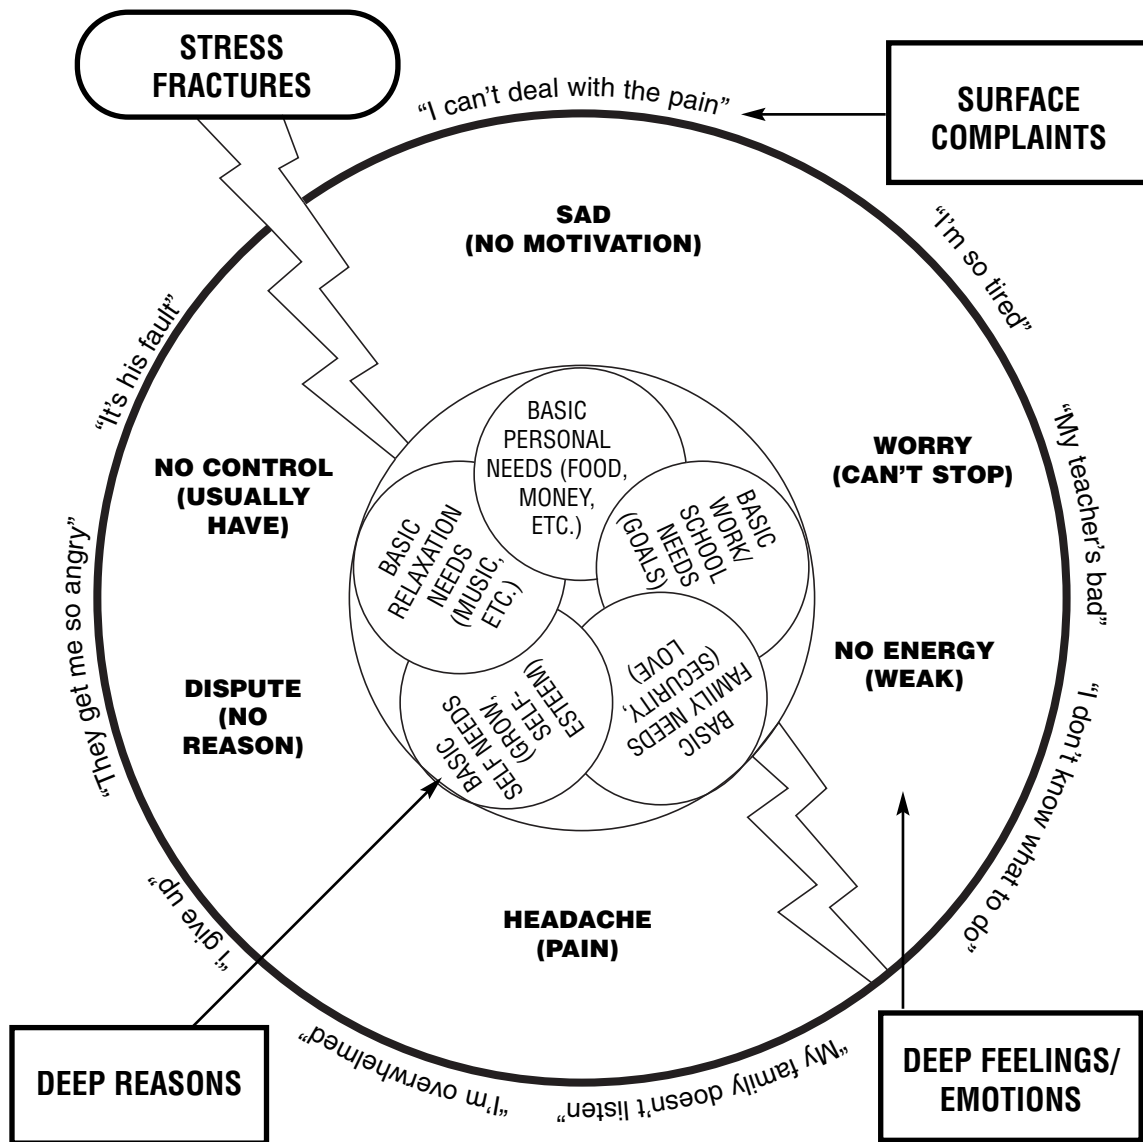 STRESS
FRACTURES
“I can't deal with the pain”
SURFACE
COMPLAINTS
“I'm so tired”
“My teacher's bad”
“I don't know what to do”
“My family doesn't listen”
“I'm overwhelmed”
“i give up”
“They get me so angry”
“It's his fault”
SAD
(NO MOTIVATION)
WORRY
(CAN'T STOP)
NO ENERGY
(WEAK)
HEADACHE
(PAIN)
DISPUTE
(NO
REASON)
NO CONTROL
(USUALLY
HAVE)
BASIC
PERSONAL
NEEDS (FOOD,
MONEY,
ETC.)
BASIC
WORK/
SCHOOL
NEEDS
(GOALS)
BASIC
FAMILY NEEDS
(SECURITY,
LOVE)
BASIC
SELF NEEDS
(GROW,
SELF-
ESTEEM)
BASIC
RELAXATION
NEEDS
(MUSIC,
ETC.)
DEEP REASONS
DEEP FEELINGS/
EMOTIONS